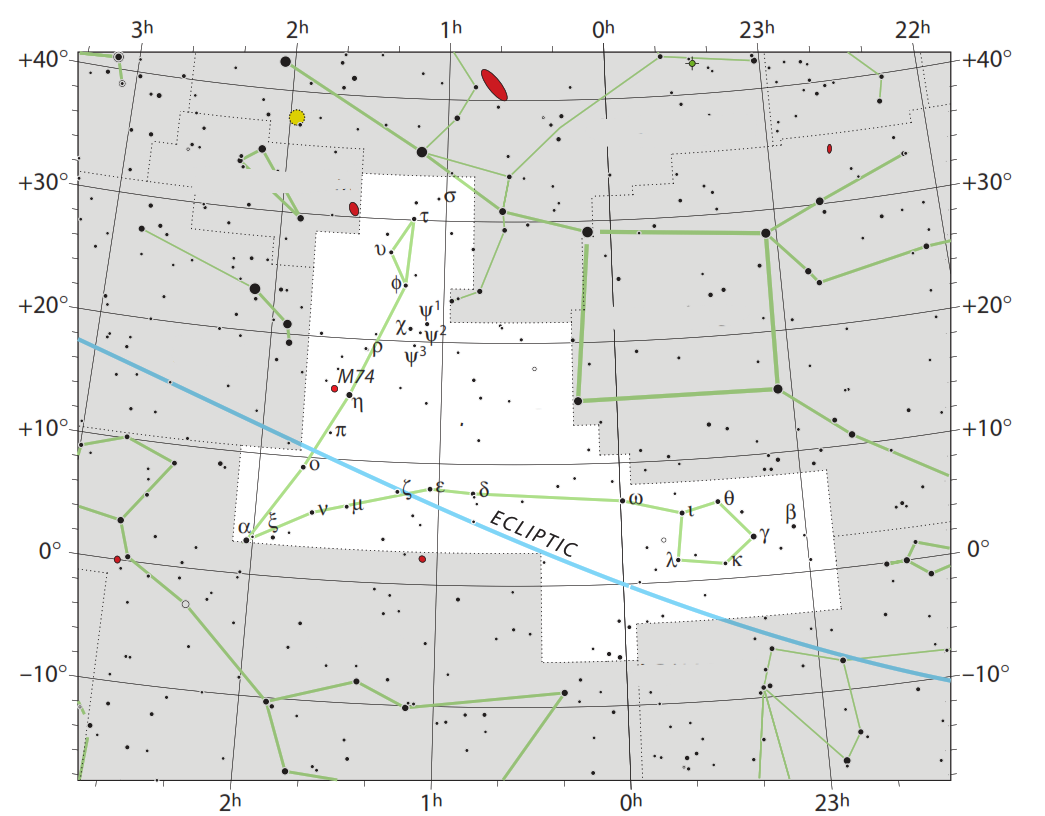 3h 2h 1h 0h 23h 22h
+40° +40°
+30° +30°
σ
τ
υ
ϕ
+20° +20°
ψ1
χ ψ2
ρ ψ3
M74
η
+10° π +10°
ο
ζ ε δ
ν μ ω ι θ
α ξ ECLIPTIC γ β
0° λ κ 0°
−10° −10°
2h 1h 0h 23h